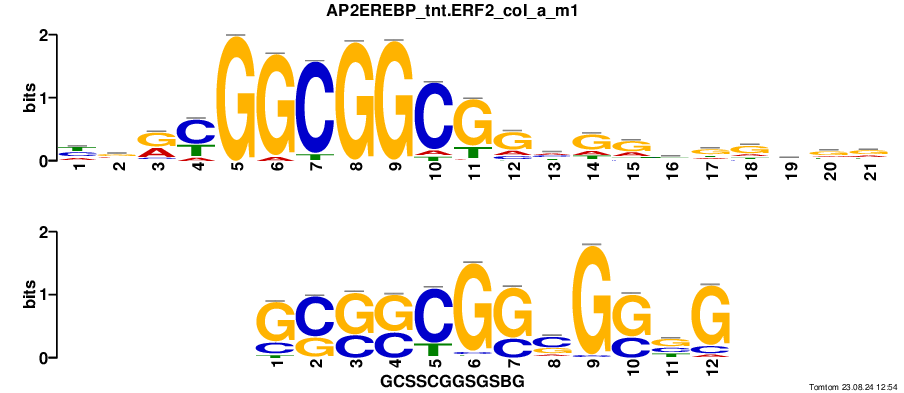 AP2EREBP_tnt.ERF2_col_a_m1
bits
2
1
0
1 2 3 4 5 6 7 8 9 10 11 12 13 14 15 16 17 18 19 20 21
GGCGGCG
bits
2
1
0
1 2 3 4 5 6 7 8 9 10 11 12
GCSSCGGSGSBG
Tomtom 23.08.24 12:54